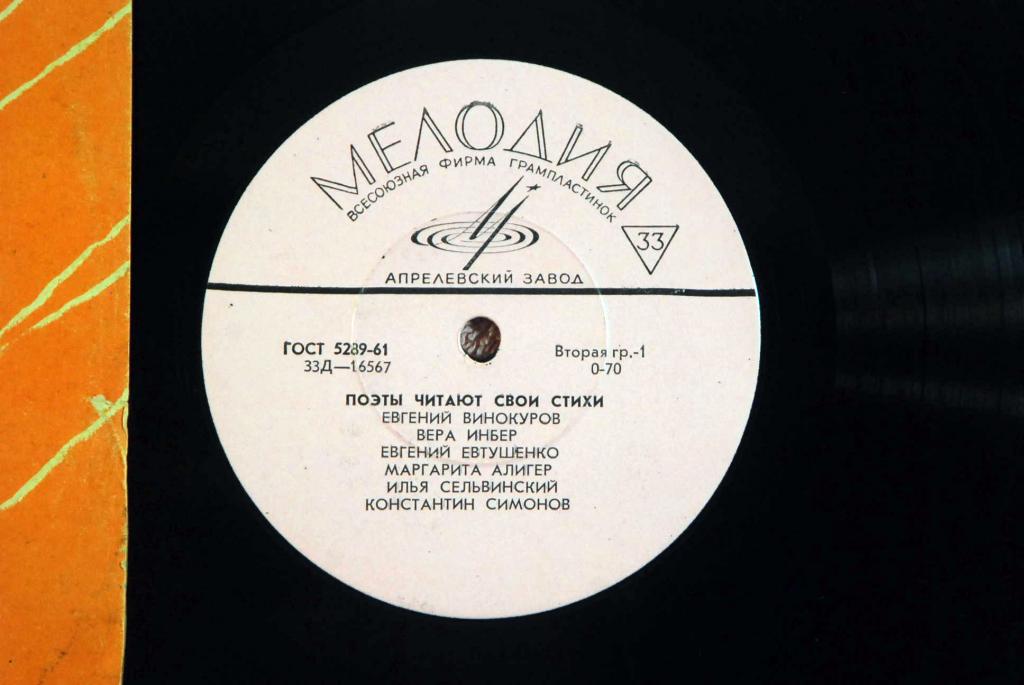 МЕЛОДИЯ
ВСЕСОЮЗНАЯ ФИРМА ГРАМПЛАСТИНОК
33
АПРЕЛЕВСКИЙ ЗАВОД
ГОСТ 5289-61
Вторая гр.-1
33Д—16567
0-70
ПОЭТЫ ЧИТАЮТ СВОИ СТИХИ
ЕВГЕНИЙ ВИНОКУРОВ
ВЕРА ИНБЕР
ЕВГЕНИЙ ЕВТУШЕНКО
МАРГАРИТА АЛИГЕР
ИЛЬЯ СЕЛЬВИНСКИЙ
КОНСТАНТИН СИМОНОВ